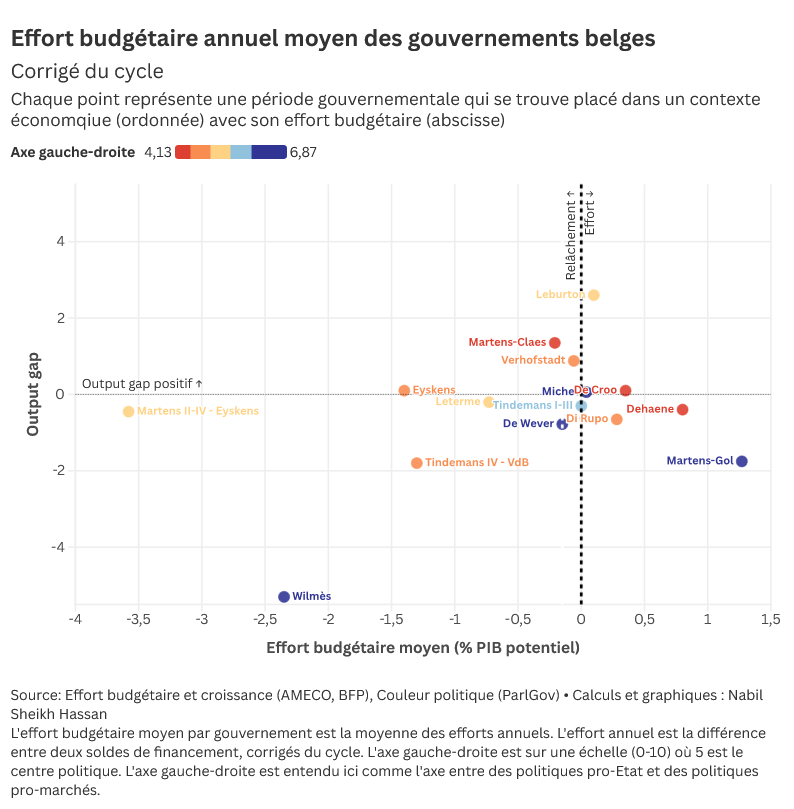 Effort budgétaire annuel moyen des gouvernements belges
Corrigé du cycle
Chaque point représente une période gouvernementale qui se trouve placé dans un contexte
économqiue (ordonnée) avec son effort budgétaire (abscisse)
Axe gauche-droite 4,13 6,87
Relâchement ↑
Effort ↓
4
Leburton
2
Martens-Claes
Verhofstadt
Output gap positif ↑
0
Eyskens
Michel
De Croo
Leterme
Tindemans I-III
Martens II-IV - Eyskens
Dehaene
De Wever
Di Rupo
Tindemans IV - VdB
Martens-Gol
-2
-4
Wilmès
Output gap
-4 -3,5 -3 -2,5 -2 -1,5 -1 -0,5 0 0,5 1 1,5
Effort budgétaire moyen (% PIB potentiel)
Source: Effort budgétaire et croissance (AMECO, BFP), Couleur politique (ParlGov) • Calculs et graphiques : Nabil
Sheikh Hassan
L'effort budgétaire moyen par gouvernement est la moyenne des efforts annuels. L'effort annuel est la différence
entre deux soldes de financement, corrigés du cycle. L'axe gauche-droite est sur une échelle (0-10) où 5 est le
centre politique. L'axe gauche-droite est entendu ici comme l'axe entre des politiques pro-Etat et des politiques
pro-marchés.